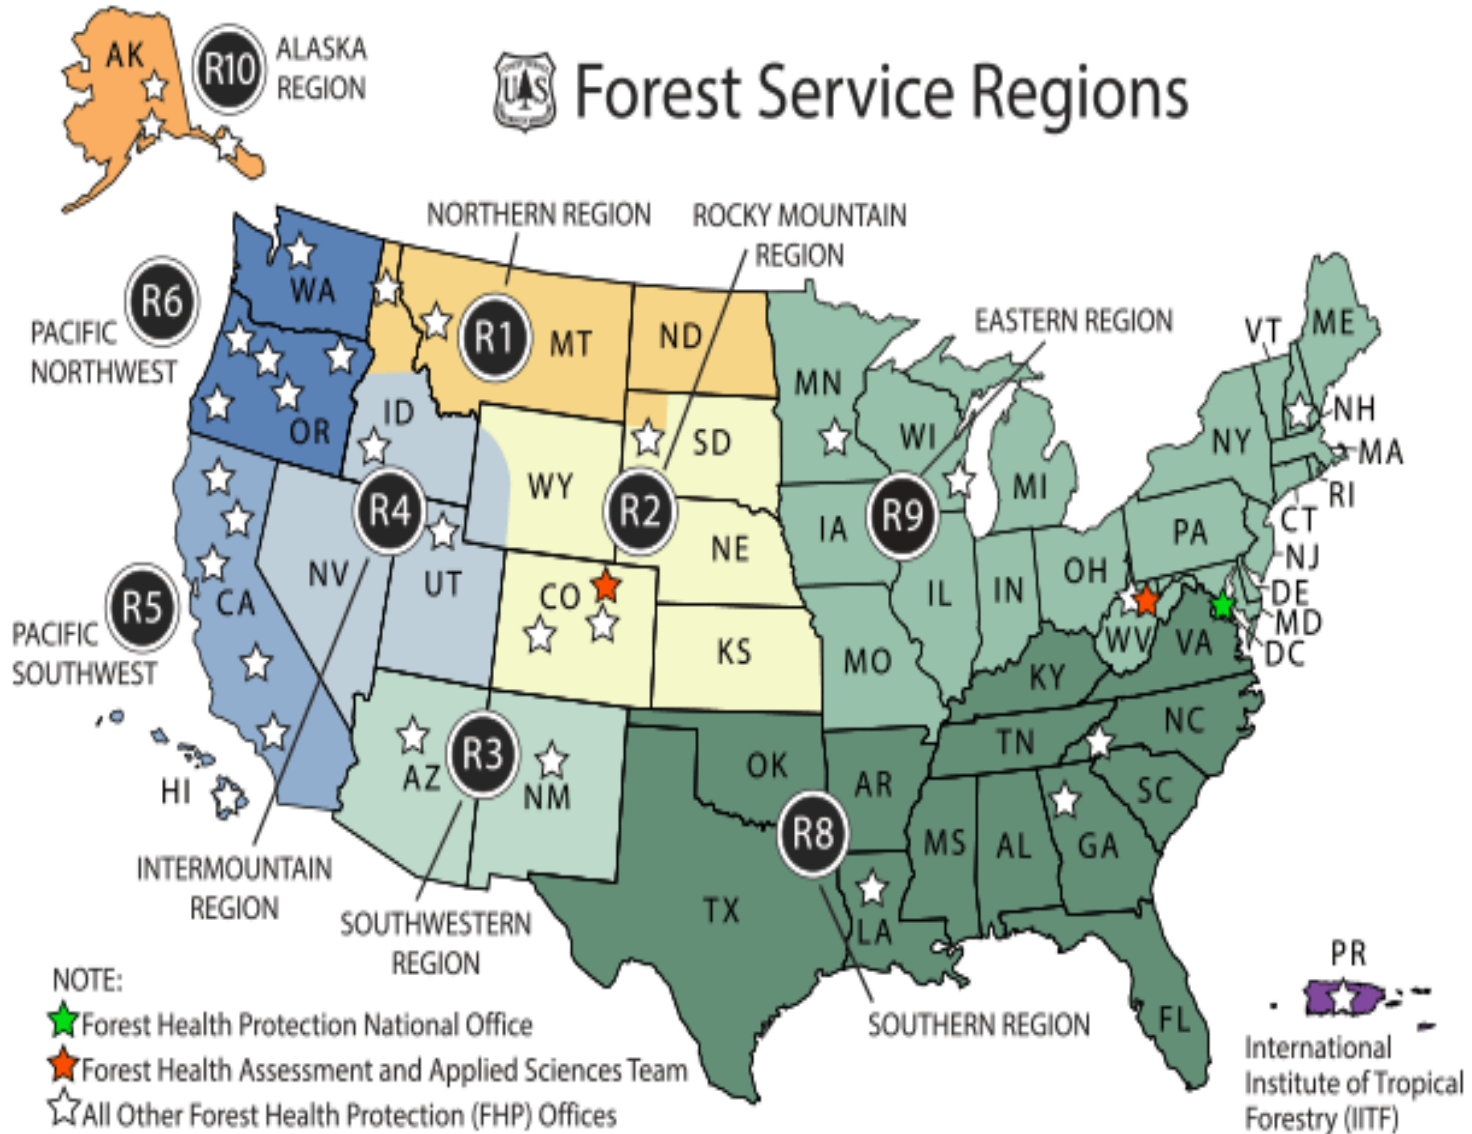 AK
R10
ALASKA
REGION
US
Forest Service Regions
NORTHERN REGION
ROCKY MOUNTAIN
REGION
R6
PACIFIC
NORTHWEST
WA
OR
R1
MT
ND
ID
EASTERN REGION
MN
WI
MI
VT
ME
NH
NY
MA
RI
CT
NJ
PA
DE
MD
DC
SD
WY
R2
R4
R9
IA
NE
NV
UT
CO
IL
IN
OH
WV
VA
R5
PACIFIC
SOUTHWEST
CA
KS
MO
KY
HI
R3
AZ
NM
OK
AR
TN
NC
SC
R8
MS
AL
GA
TX
LA
FL
INTERMOUNTAIN
REGION
SOUTHWESTERN
REGION
SOUTHERN REGION
PR
International
Institute of Tropical
Forestry (IITF)
NOTE:
Forest Health Protection National Office
Forest Health Assessment and Applied Sciences Team
All Other Forest Health Protection (FHP) Offices